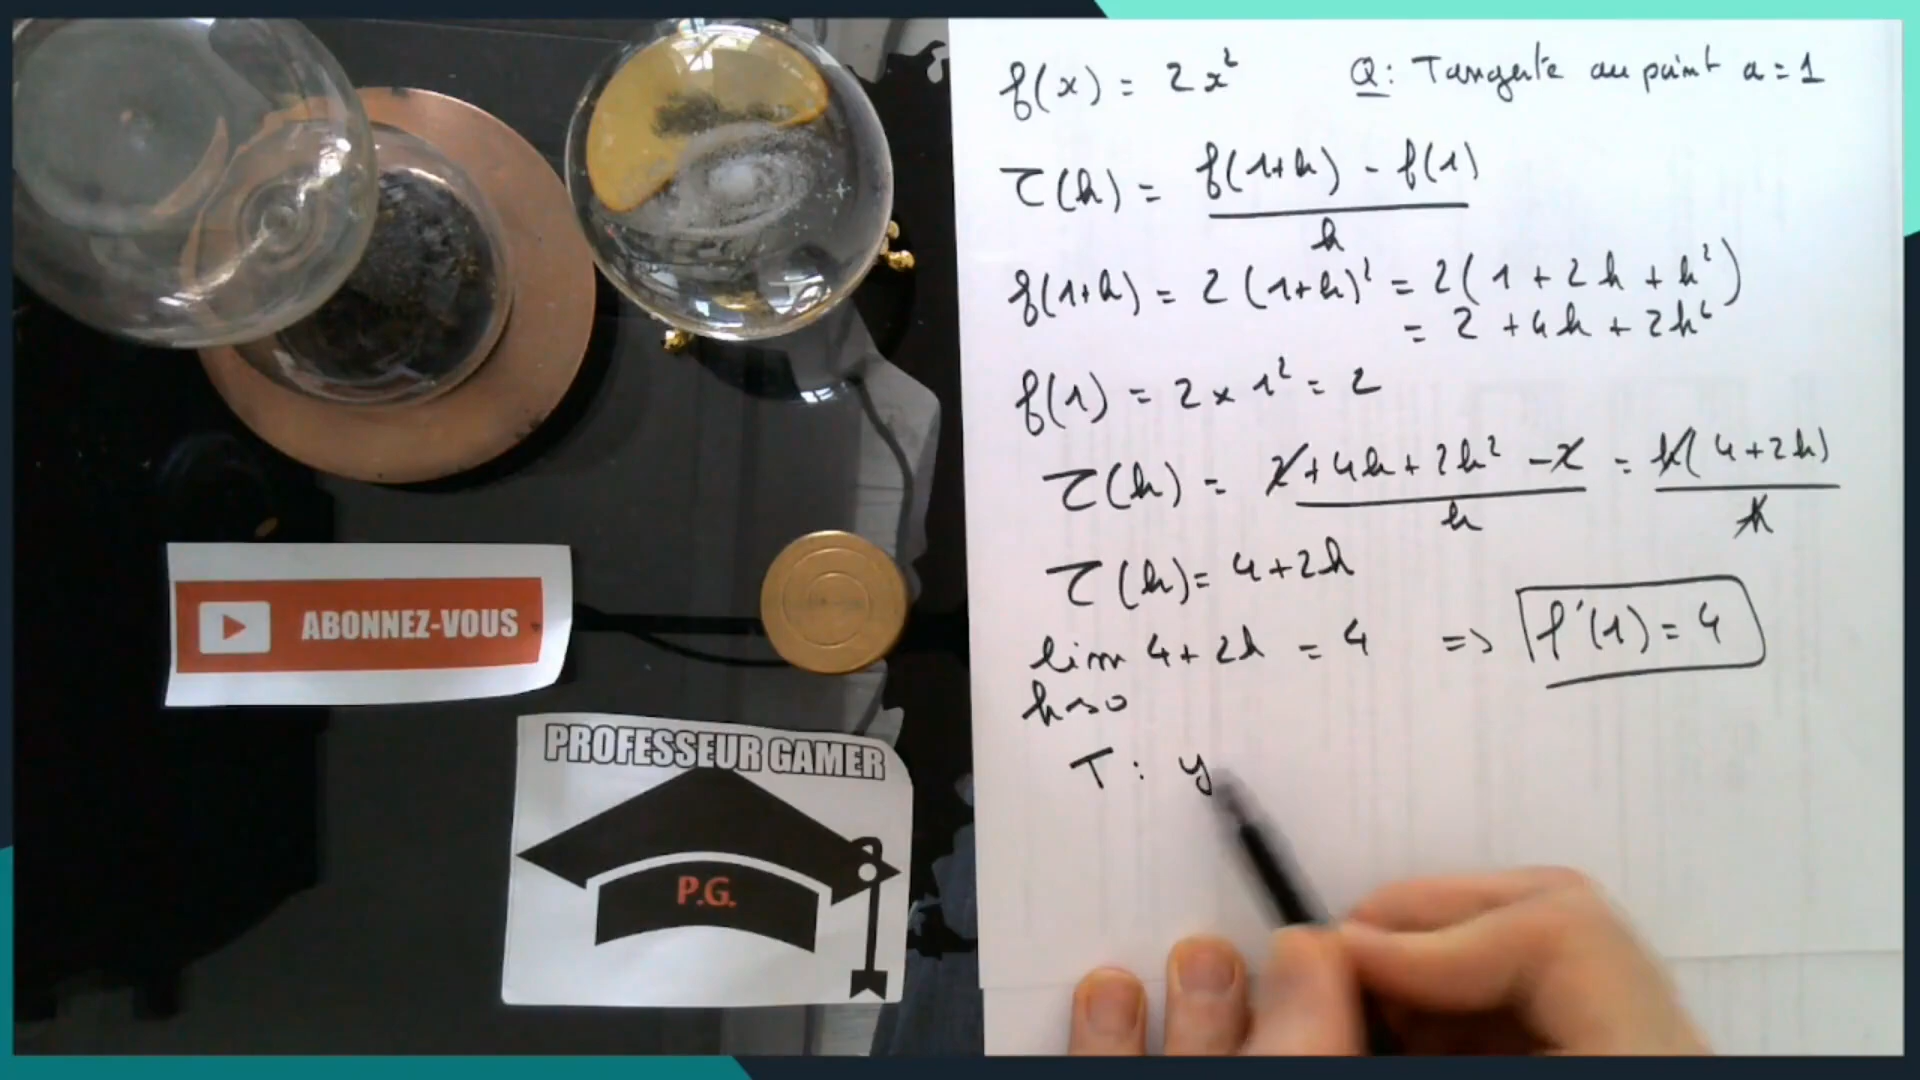 f(x) = 2x² Q: Tangente au point a = 1
τ(h) = f(1+h) - f(1)
h
f(1+h) = 2(1+h)² = 2(1 + 2h + h²)
= 2 + 4h + 2h²
f(1) = 2 x 1² = 2
τ(h) = 2 + 4h + 2h² - 2 = h(4+2h)
h h
τ(h) = 4+2h
lim 4+2h = 4 => f'(1) = 4
h→0
T: y
ABONNEZ-VOUS
PROFESSEUR GAMER
P.G.